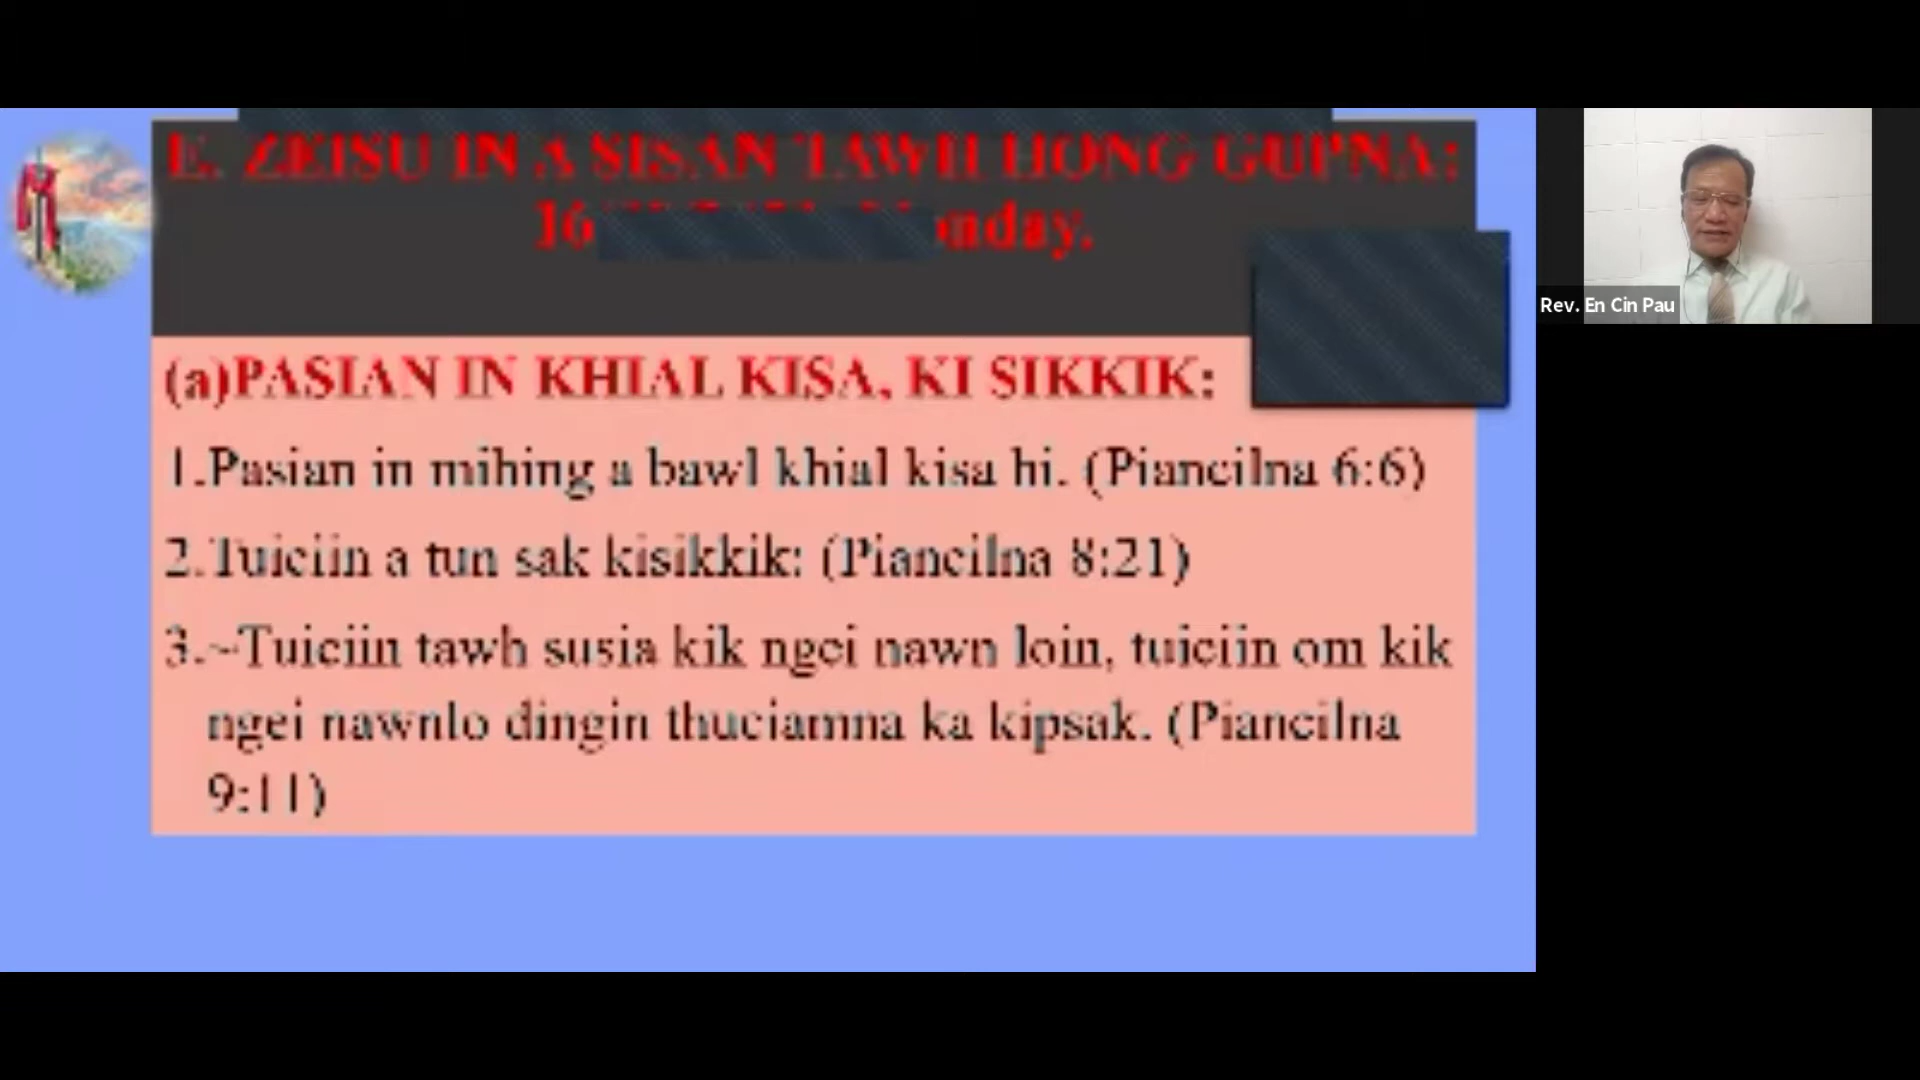 E. ZEISU IN A SISAN TAWH HONG GUPNA:
16 nday.
(a)PASIAN IN KHIAL KISA, KI SIKKIK:
1.Pasian in mihing a bawl khial kisa hi. (Piancilna 6:6)
2.Tuiciin a tun sak kisikkik: (Piancilna 8:21)
3.~Tuiciin tawh susia kik ngei nawn loin, tuiciin om kik
ngei nawnlo dingin thuciamna ka kipsak. (Piancilna
9:11)
Rev. En Cin Pau